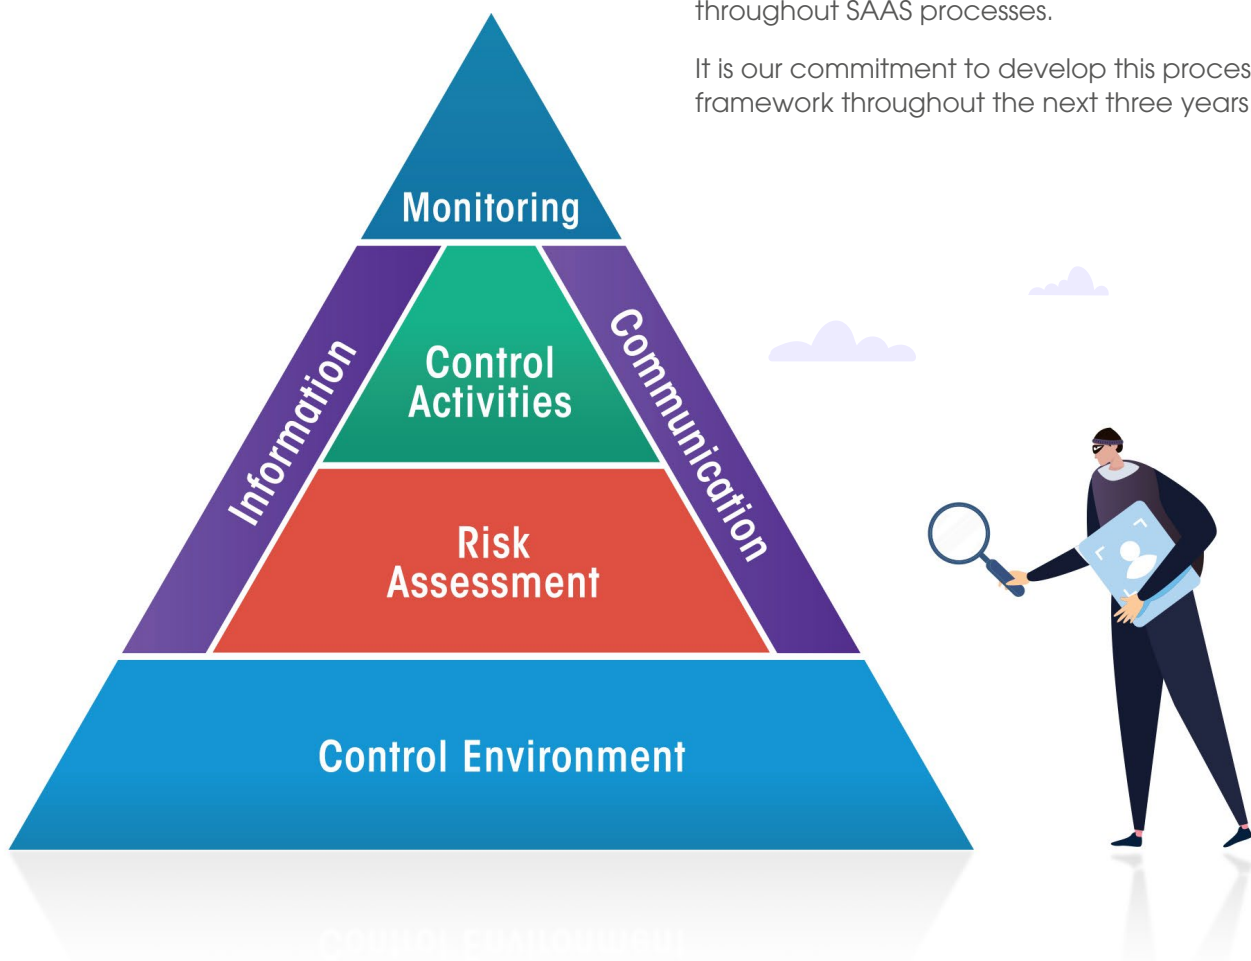 throughout SAAS processes.
It is our commitment to develop this proces
framework throughout the next three years
Monitoring
Information
Control
Activities
Communication
Risk
Assessment
Control Environment